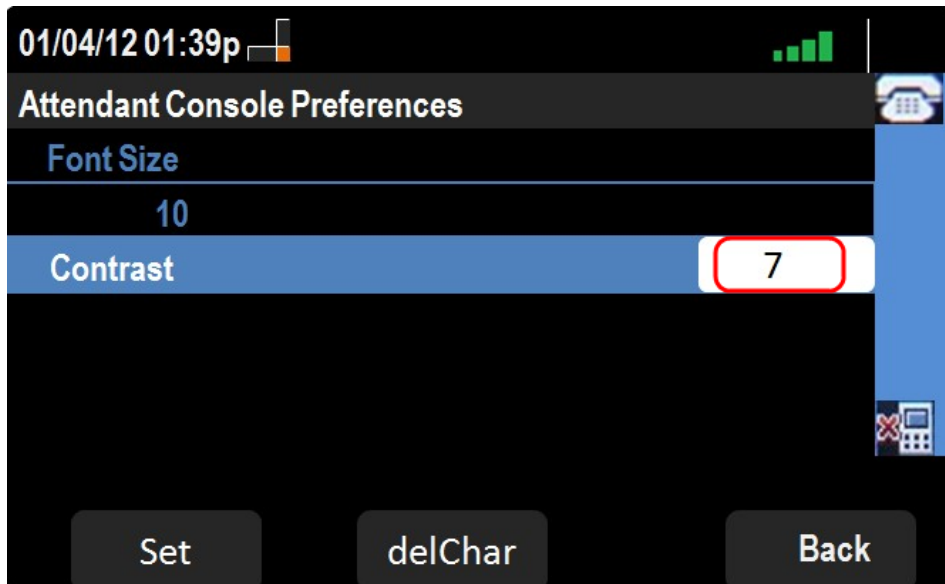 01/04/12 01:39p
Attendant Console Preferences
Font Size
10
Contrast 7
Set delChar Back